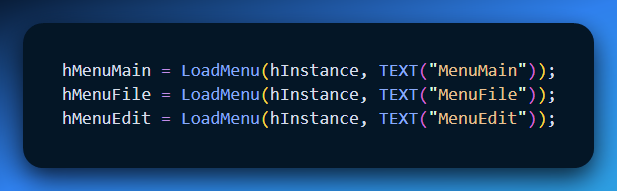 hMenuMain = LoadMenu(hInstance, TEXT("MenuMain"));
hMenuFile = LoadMenu(hInstance, TEXT("MenuFile"));
hMenuEdit = LoadMenu(hInstance, TEXT("MenuEdit"));